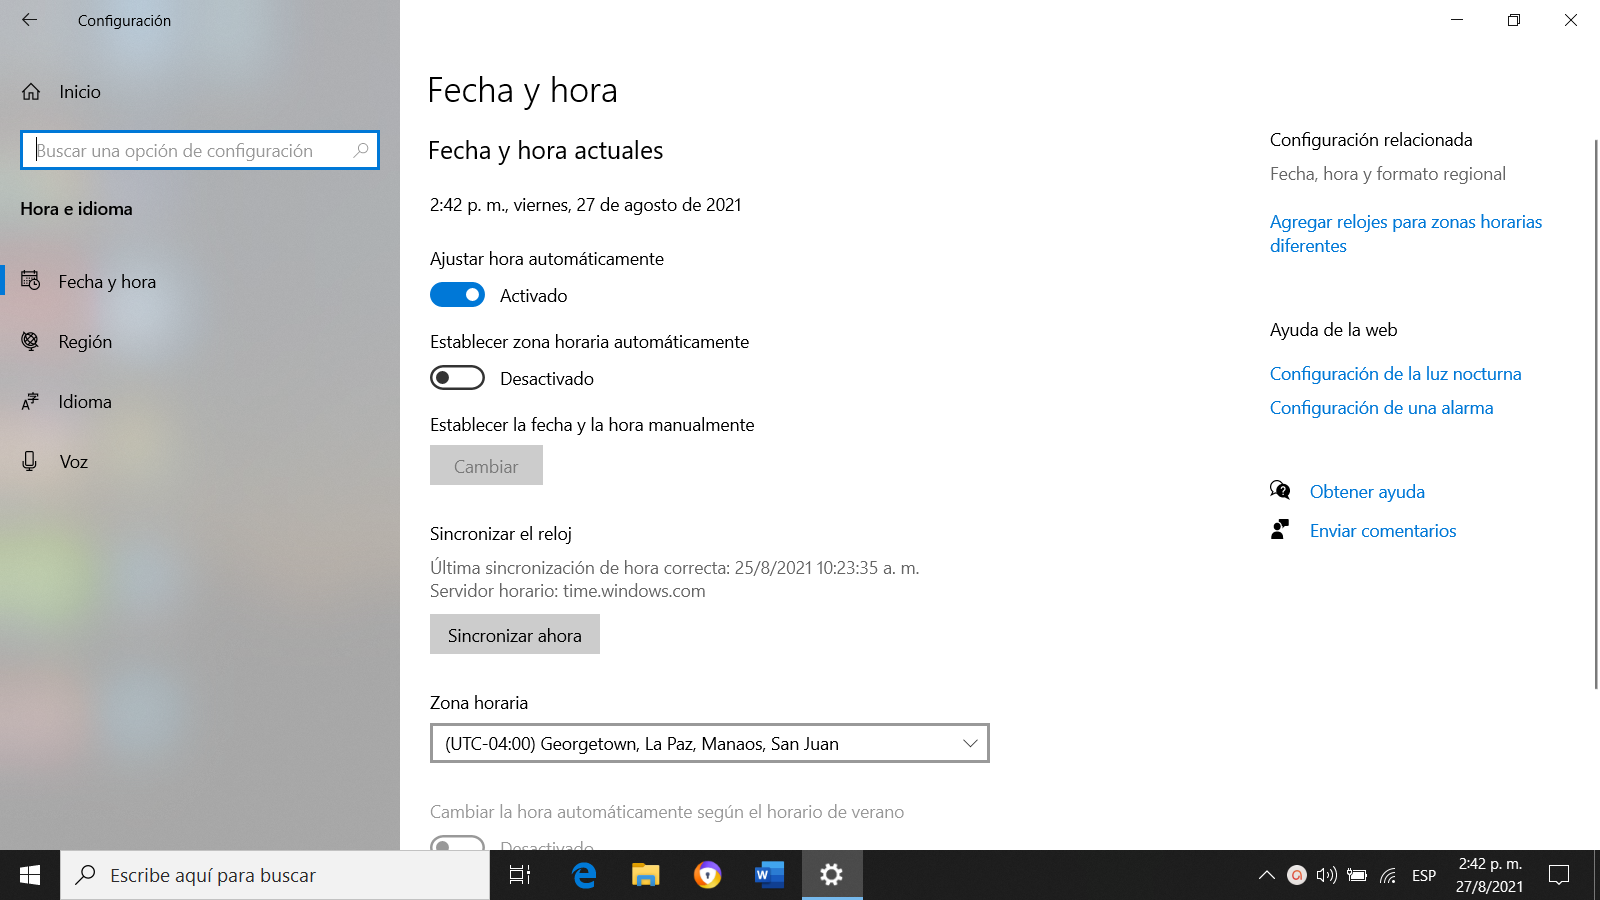 Configuración
Inicio
Buscar una opción de configuración
Hora e idioma
Fecha y hora
Región
Idioma
Voz
Fecha y hora
Fecha y hora actuales
2:42 p. m., viernes, 27 de agosto de 2021
Ajustar hora automáticamente
Activado
Establecer zona horaria automáticamente
Desactivado
Establecer la fecha y la hora manualmente
Cambiar
Sincronizar el reloj
Última sincronización de hora correcta: 25/8/2021 10:23:35 a. m.
Servidor horario: time.windows.com
Sincronizar ahora
Zona horaria
(UTC-04:00) Georgetown, La Paz, Manaos, San Juan
Cambiar la hora automáticamente según el horario de verano
Desactivado
Configuración relacionada
Fecha, hora y formato regional
Agregar relojes para zonas horarias
diferentes
Ayuda de la web
Configuración de la luz nocturna
Configuración de una alarma
Obtener ayuda
Enviar comentarios
Escribe aquí para buscar
ESP
2:42 p. m.
27/8/2021